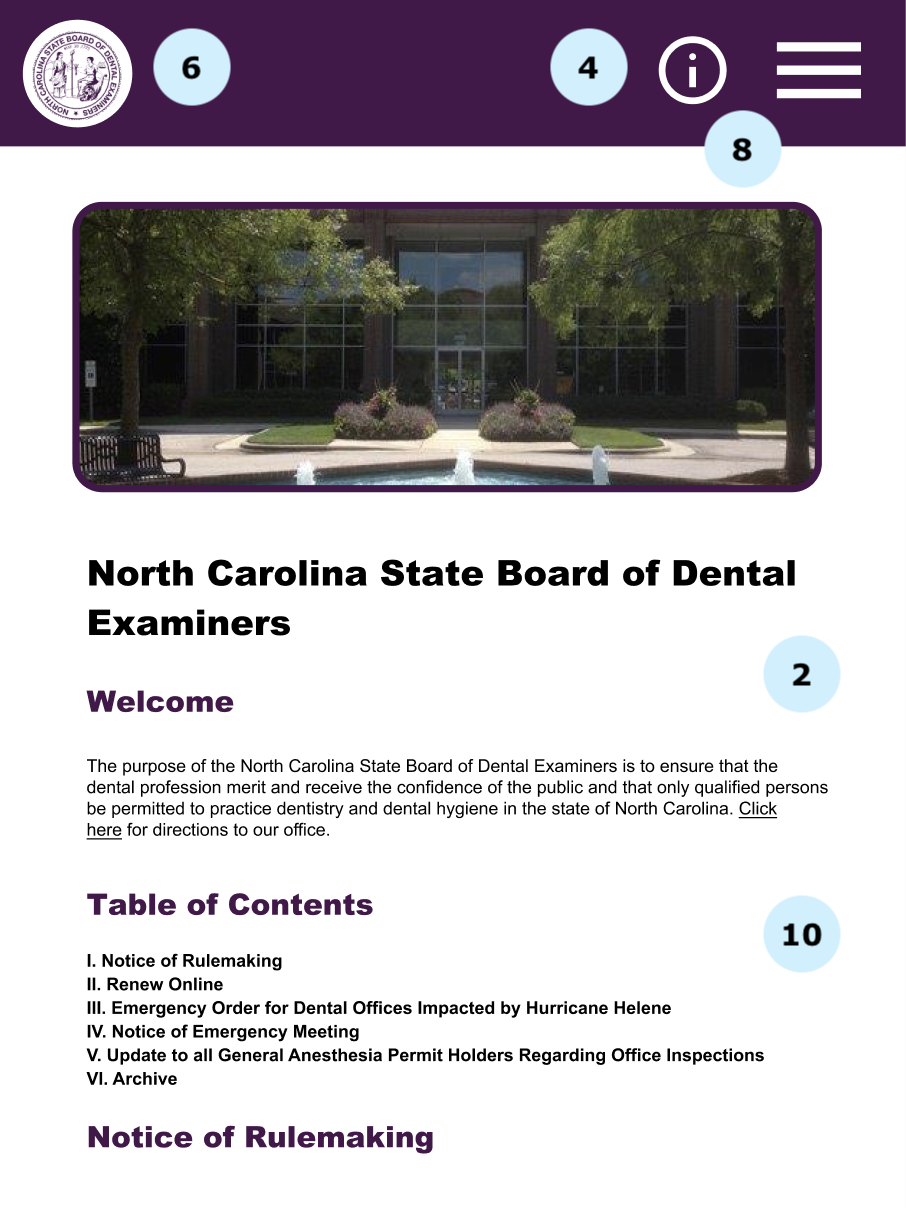 NORTH CAROLINA STATE BOARD OF DENTAL EXAMINERS
6
4
i
8
North Carolina State Board of Dental
Examiners
2
Welcome
The purpose of the North Carolina State Board of Dental Examiners is to ensure that the
dental profession merit and receive the confidence of the public and that only qualified persons
be permitted to practice dentistry and dental hygiene in the state of North Carolina. Click
here for directions to our office.
Table of Contents
10
I. Notice of Rulemaking
II. Renew Online
III. Emergency Order for Dental Offices Impacted by Hurricane Helene
IV. Notice of Emergency Meeting
V. Update to all General Anesthesia Permit Holders Regarding Office Inspections
VI. Archive
Notice of Rulemaking